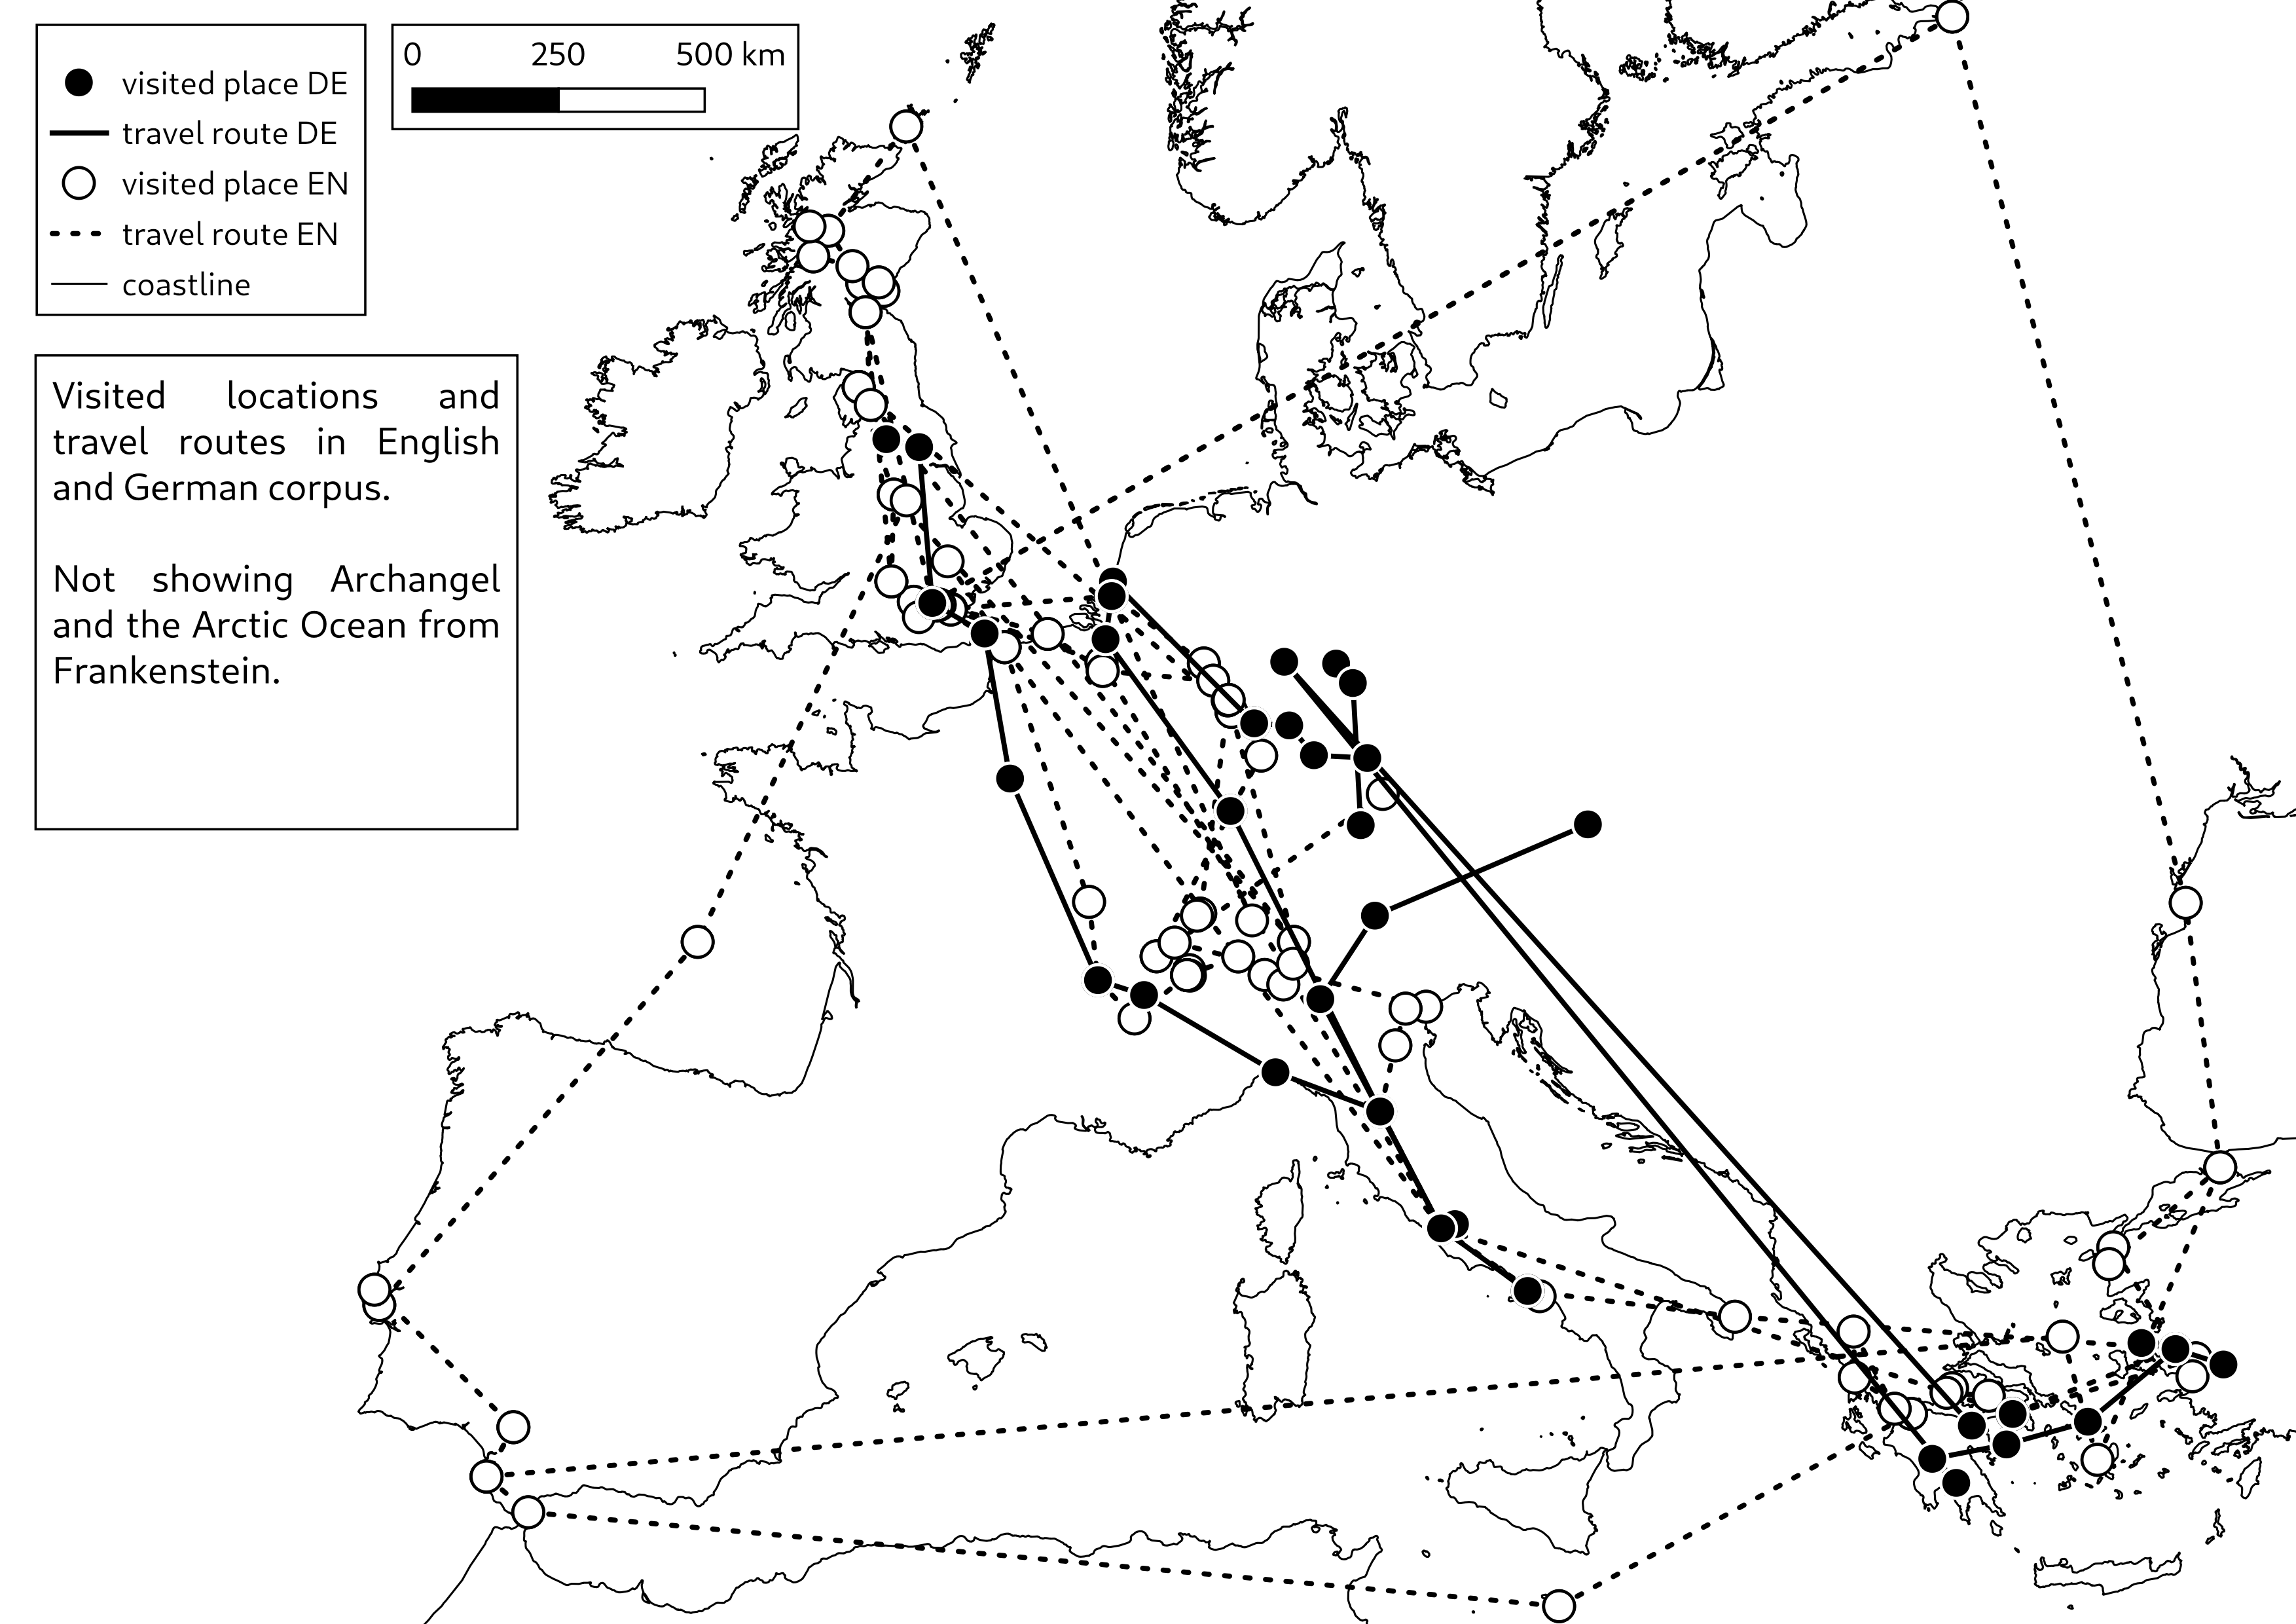 visited place DE
travel route DE
visited place EN
travel route EN
coastline
0 250 500 km
Visited locations and
travel routes in English
and German corpus.
Not showing Archangel
and the Arctic Ocean from
Frankenstein.